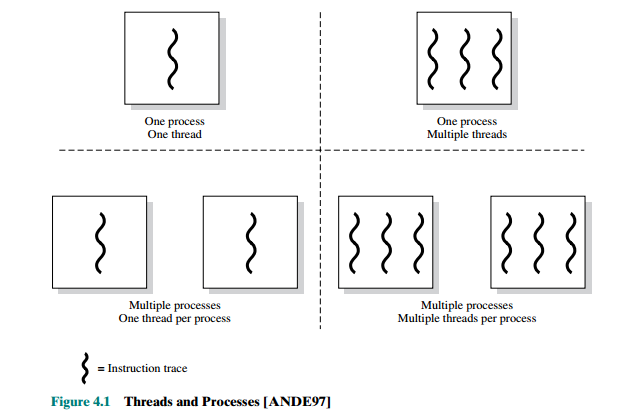 One process
One thread
One process
Multiple threads
Multiple processes
One thread per process
Multiple processes
Multiple threads per process
= Instruction trace
Figure 4.1 Threads and Processes [ANDE97]